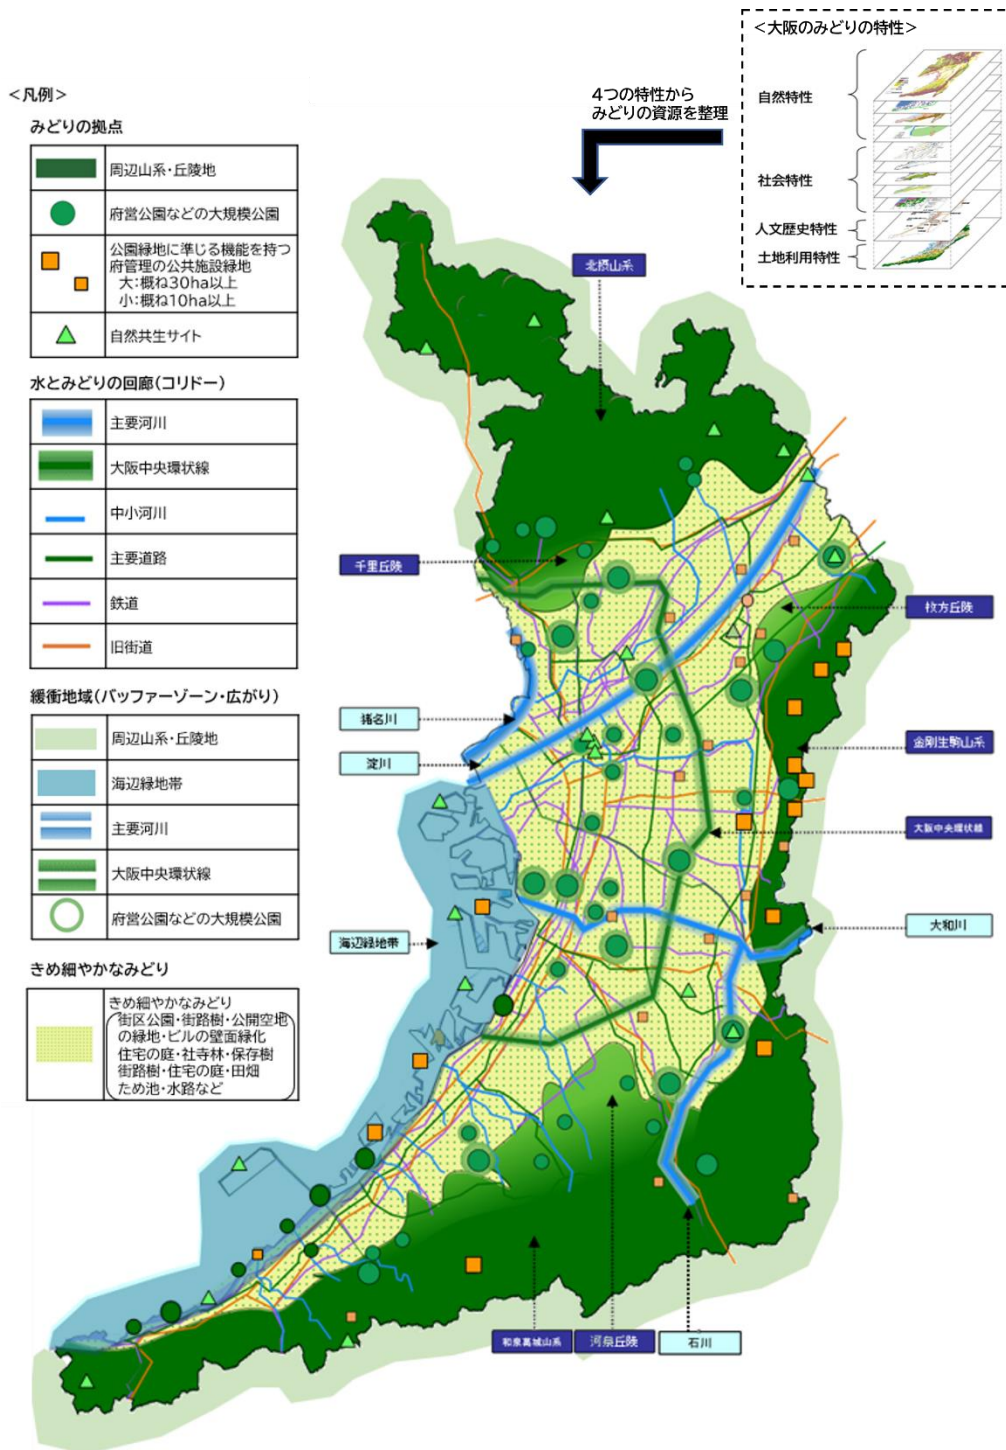 <大阪のみどりの特性>
自然特性
社会特性
人文歴史特性
土地利用特性
4つの特性から
みどりの資源を整理
<凡例>
みどりの拠点
周辺山系・丘陵地
府営公園などの大規模公園
公園緑地に準じる機能を持つ
府管理の公共施設緑地
大:概ね30ha以上
小:概ね10ha以上
自然共生サイト
水とみどりの回廊(コリドー)
主要河川
大阪中央環状線
中小河川
主要道路
鉄道
旧街道
緩衝地域(バッファーゾーン・広がり)
周辺山系・丘陵地
海辺緑地帯
主要河川
大阪中央環状線
府営公園などの大規模公園
きめ細やかなみどり
きめ細やかなみどり
街区公園・街路樹・公開空地
の緑地・ビルの壁面緑化
住宅の庭・社寺林・保存樹
街路樹・住宅の庭・田畑
ため池・水路など
北摂山系
千里丘陵
枚方丘陵
猪名川
淀川
金剛生駒山系
大阪中央環状線
大和川
海辺緑地帯
和泉葛城山系
河泉丘陵
石川